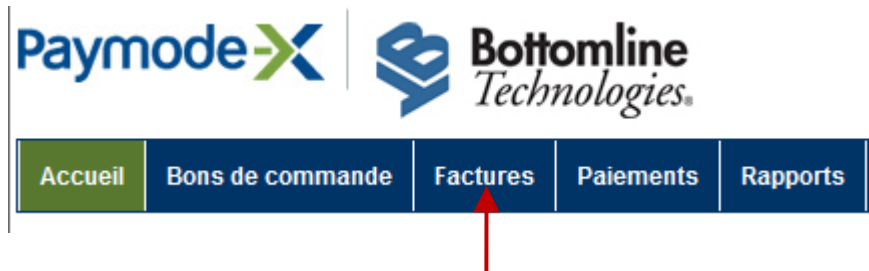 Paymode-X Bottomline
Technologies®
Accueil Bons de commande Factures Paiements Rapports